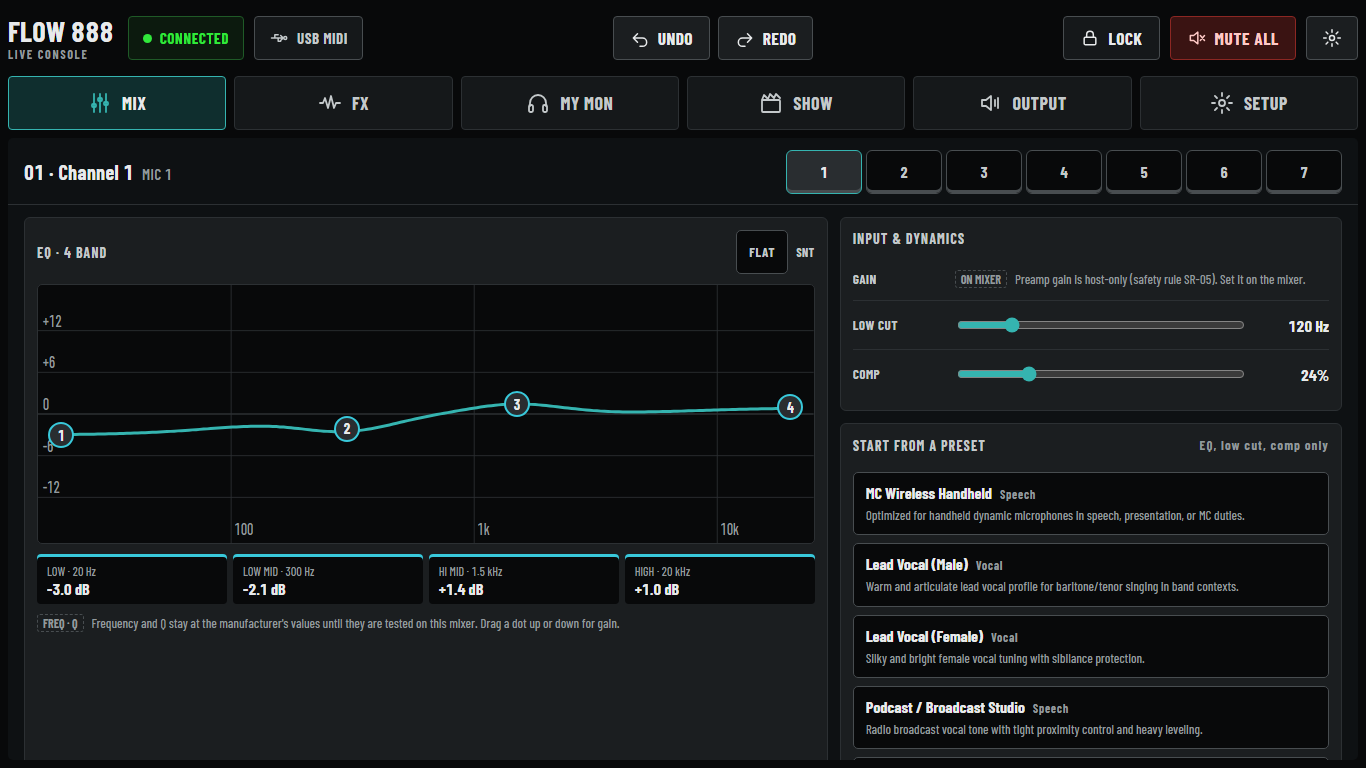 FLOW 888
LIVE CONSOLE
CONNECTED
USB MIDI
UNDO
REDO
LOCK
MUTE ALL
MIX
FX
MY MON
SHOW
OUTPUT
SETUP
01 · Channel 1 MIC 1
1 2 3 4 5 6 7
EQ · 4 BAND
FLAT
SNT
+12
+6
0
-6
-12
1
2
3
4
100
1k
10k
LOW · 20 Hz
-3.0 dB
LOW MID · 300 Hz
-2.1 dB
HI MID · 1.5 kHz
+1.4 dB
HIGH · 20 kHz
+1.0 dB
FREQ · Q Frequency and Q stay at the manufacturer's values until they are tested on this mixer. Drag a dot up or down for gain.
INPUT & DYNAMICS
GAIN ON MIXER Preamp gain is host-only (safety rule SR-05). Set it on the mixer.
LOW CUT 120 Hz
COMP 24%
START FROM A PRESET EQ, low cut, comp only
MC Wireless Handheld Speech
Optimized for handheld dynamic microphones in speech, presentation, or MC duties.
Lead Vocal (Male) Vocal
Warm and articulate lead vocal profile for baritone/tenor singing in band contexts.
Lead Vocal (Female) Vocal
Silky and bright female vocal tuning with sibilance protection.
Podcast / Broadcast Studio Speech
Radio broadcast vocal tone with tight proximity control and heavy leveling.